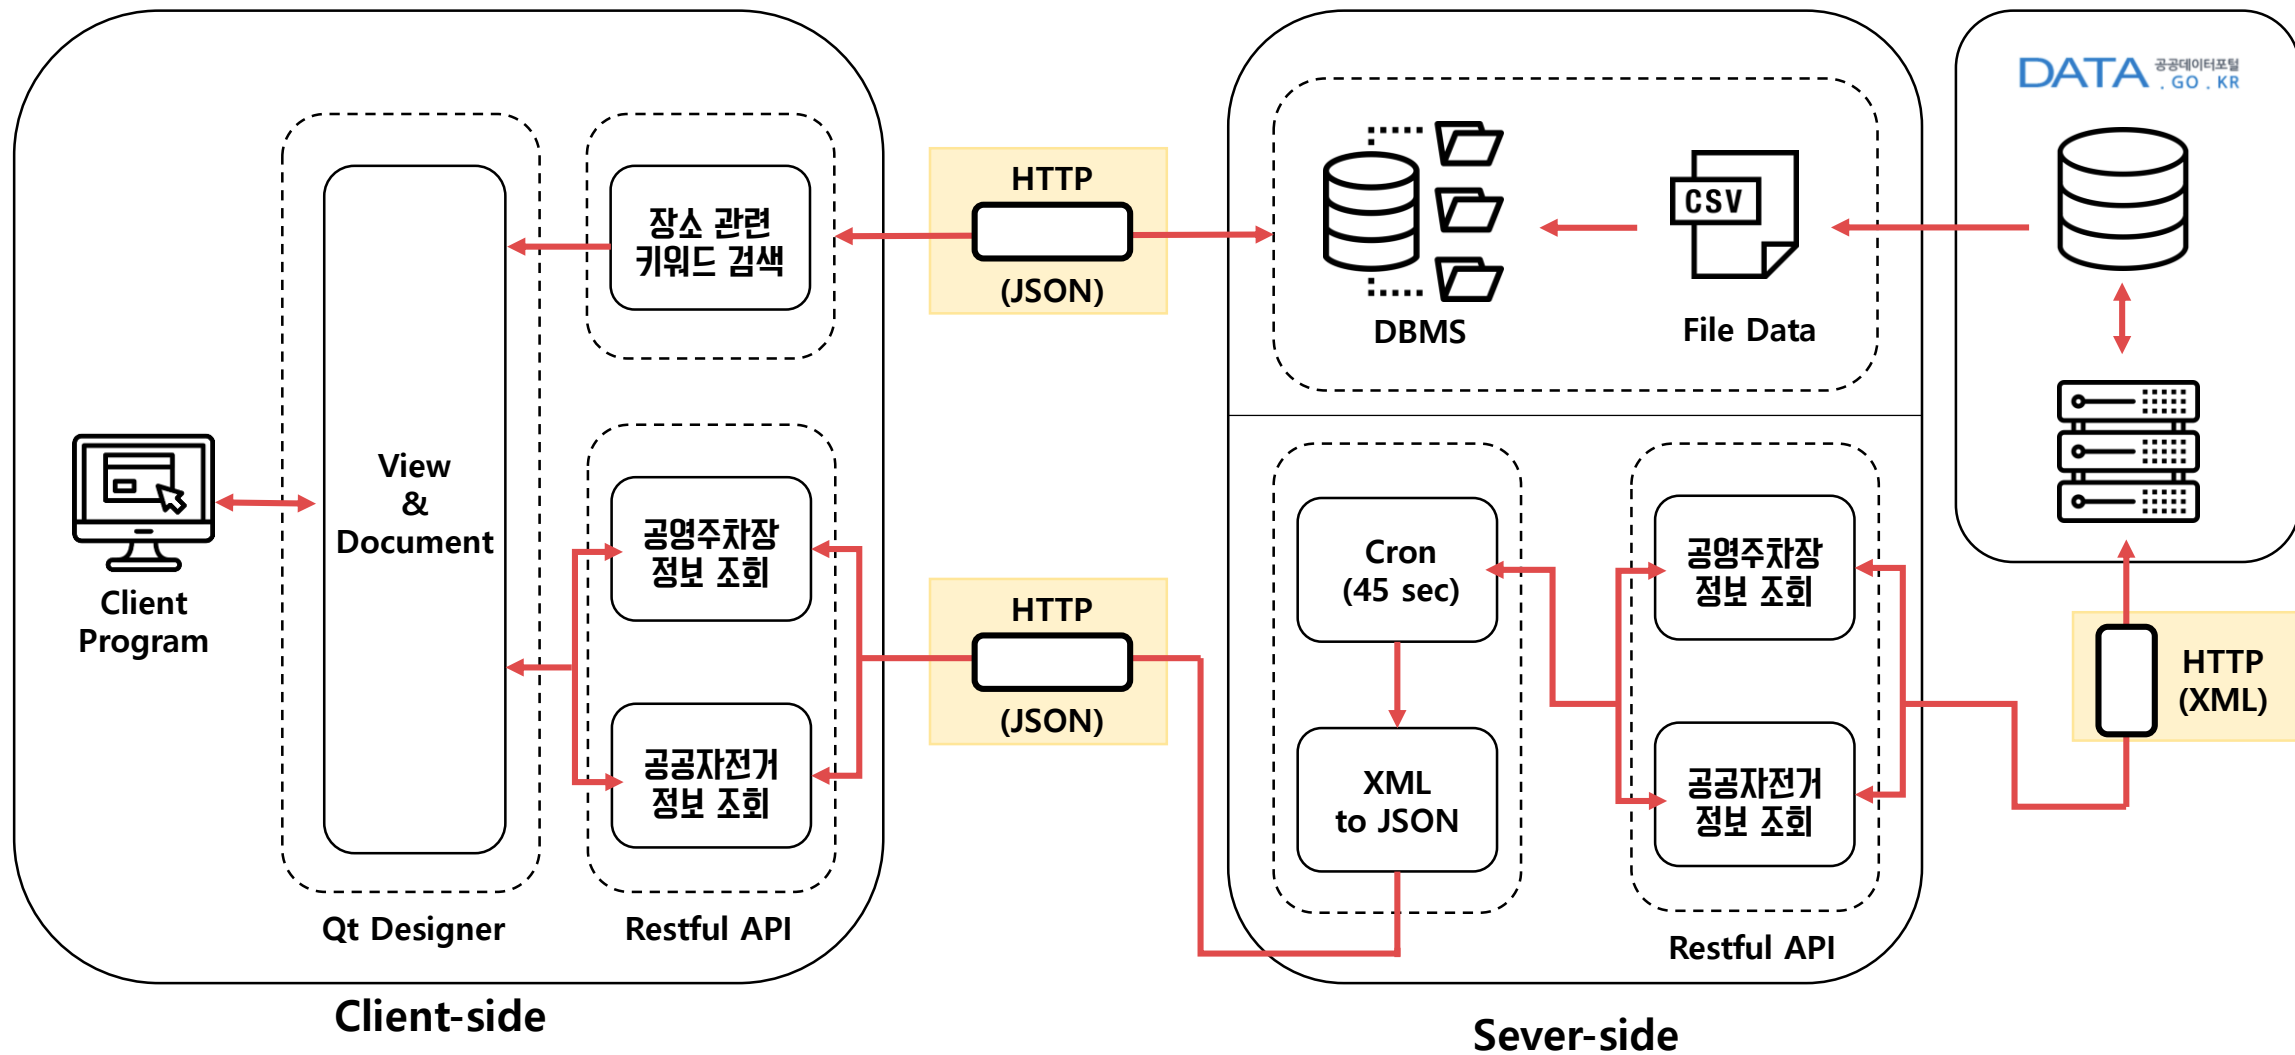 Client
Program
View
&
Document
Qt Designer
장소 관련
키워드 검색
공영주차장
정보 조회
공공자전거
정보 조회
Restful API
Client-side
HTTP
(JSON)
HTTP
(JSON)
DBMS
CSV
File Data
Cron
(45 sec)
XML
to JSON
공영주차장
정보 조회
공공자전거
정보 조회
Restful API
Sever-side
DATA 공공데이터포털
. GO . KR
HTTP
(XML)